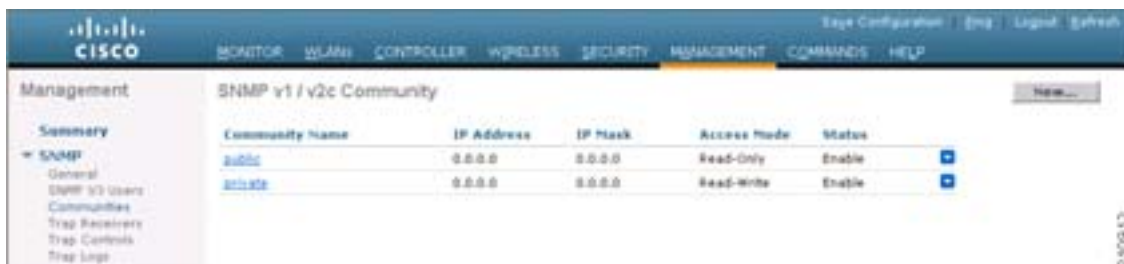 Save Configuration Ping Logout Refresh
CISCO MONITOR WLANs CONTROLLER WIRELESS SECURITY MANAGEMENT COMMANDS HELP
Management SNMP v1 / v2c Community New...
Summary
SNMP
General
SNMP V3 Users
Communities
Trap Receivers
Trap Controls
Trap Logs
Community Name IP Address IP Mask Access Mode Status
public 0.0.0.0 0.0.0.0 Read-Only Enable
private 0.0.0.0 0.0.0.0 Read-Write Enable